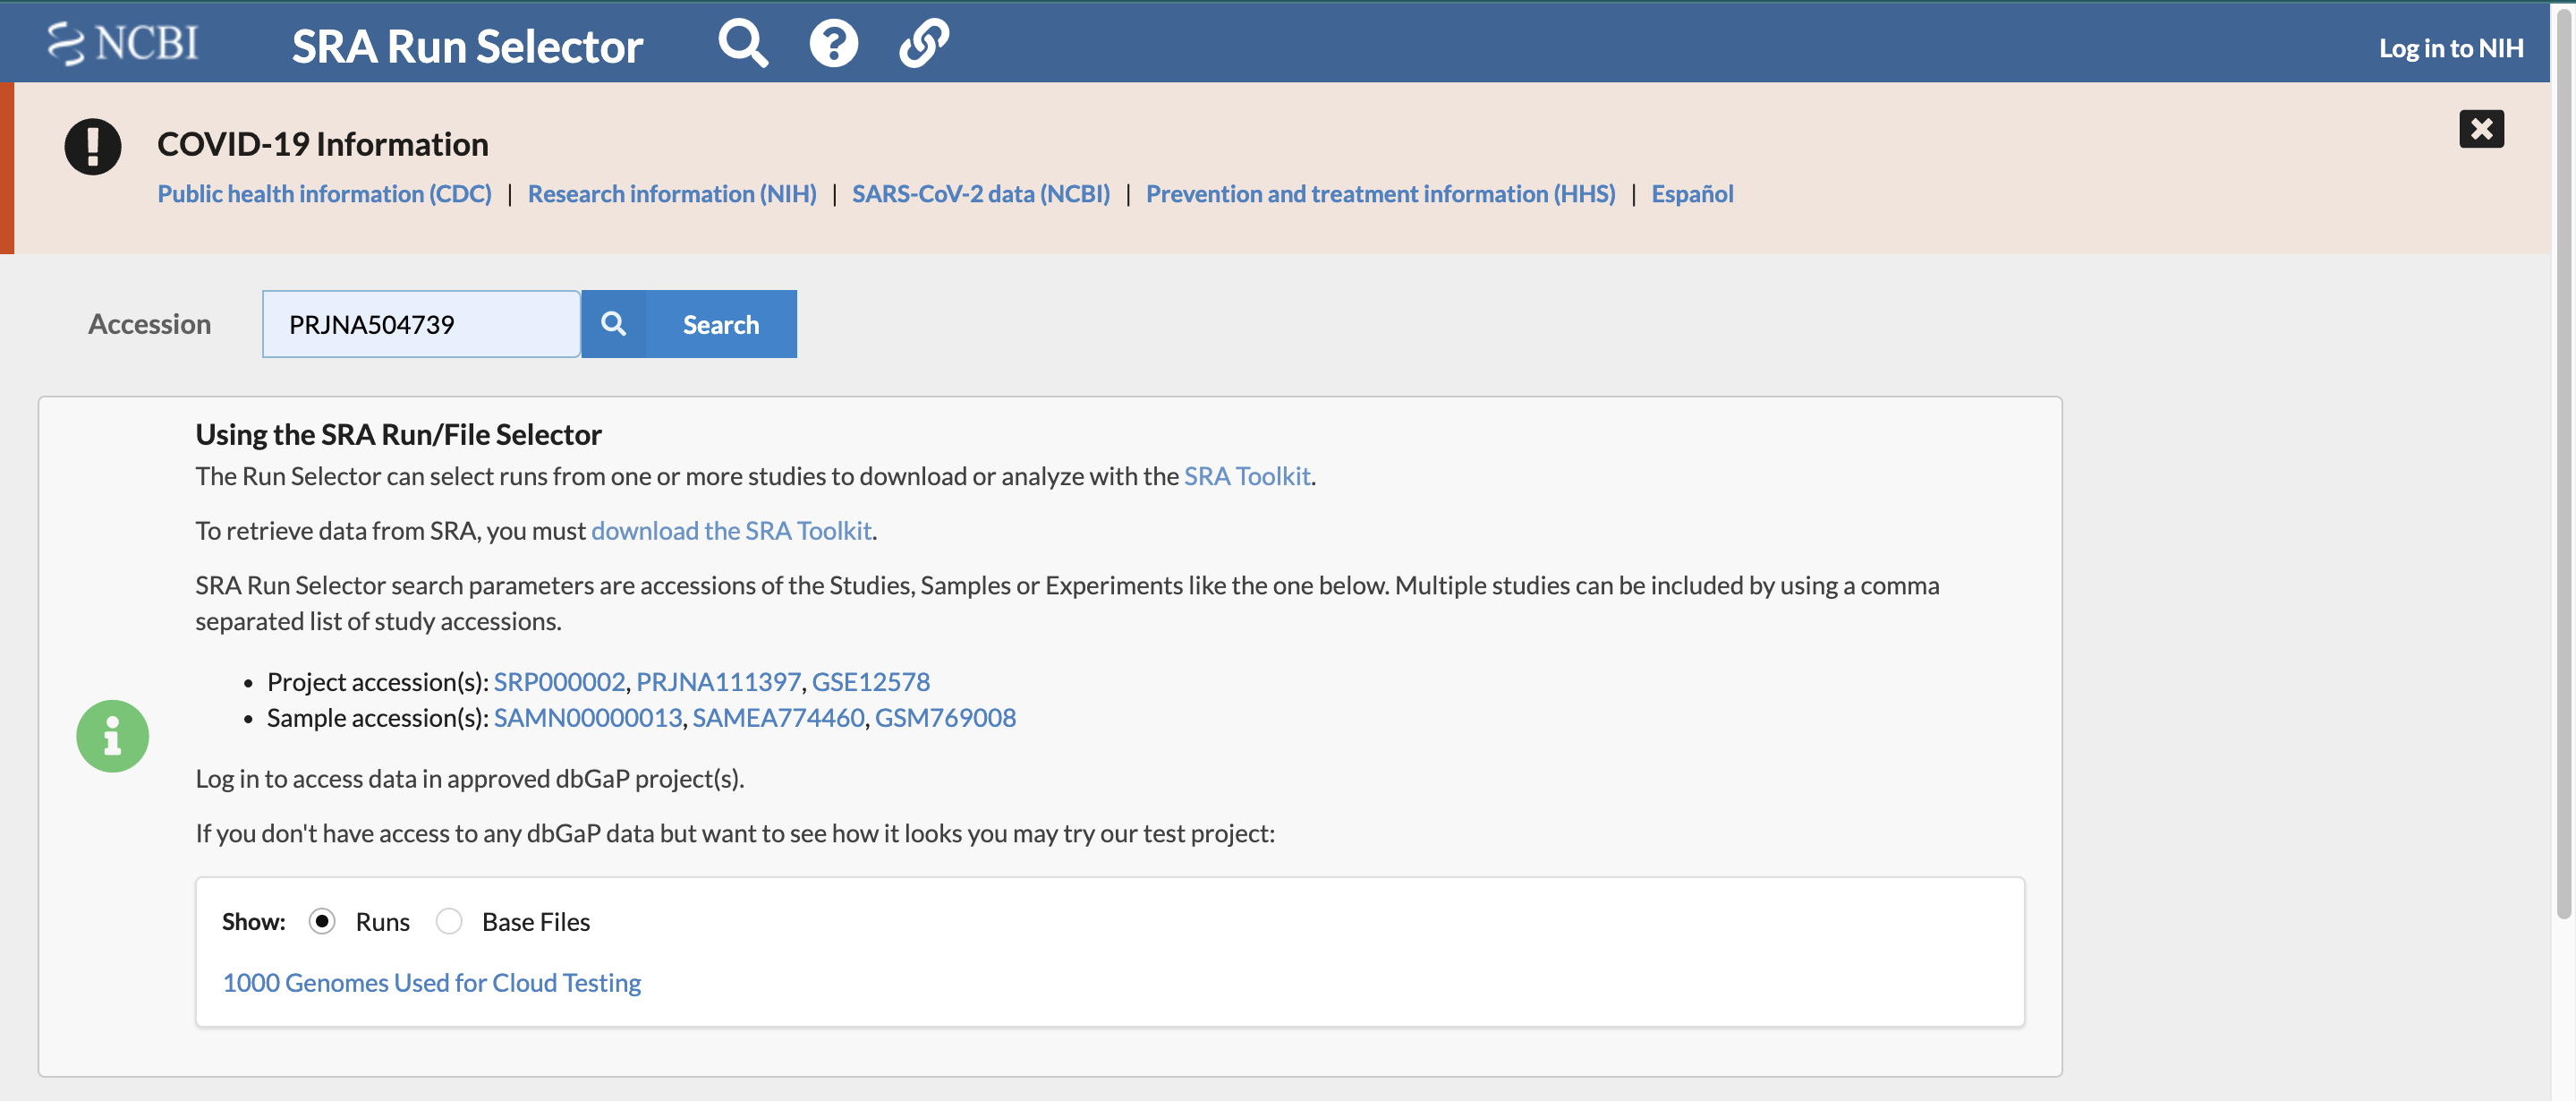 NCBI SRA Run Selector Log in to NIH
COVID-19 Information
Public health information (CDC) | Research information (NIH) | SARS-CoV-2 data (NCBI) | Prevention and treatment information (HHS) | Español
Accession PRJNA504739 Search
Using the SRA Run/File Selector
The Run Selector can select runs from one or more studies to download or analyze with the SRA Toolkit.
To retrieve data from SRA, you must download the SRA Toolkit.
SRA Run Selector search parameters are accessions of the Studies, Samples or Experiments like the one below. Multiple studies can be included by using a comma
separated list of study accessions.
• Project accession(s): SRP000002, PRJNA111397, GSE12578
• Sample accession(s): SAMN00000013, SAMEA774460, GSM769008
Log in to access data in approved dbGaP project(s).
If you don't have access to any dbGaP data but want to see how it looks you may try our test project:
Show: Runs Base Files
1000 Genomes Used for Cloud Testing